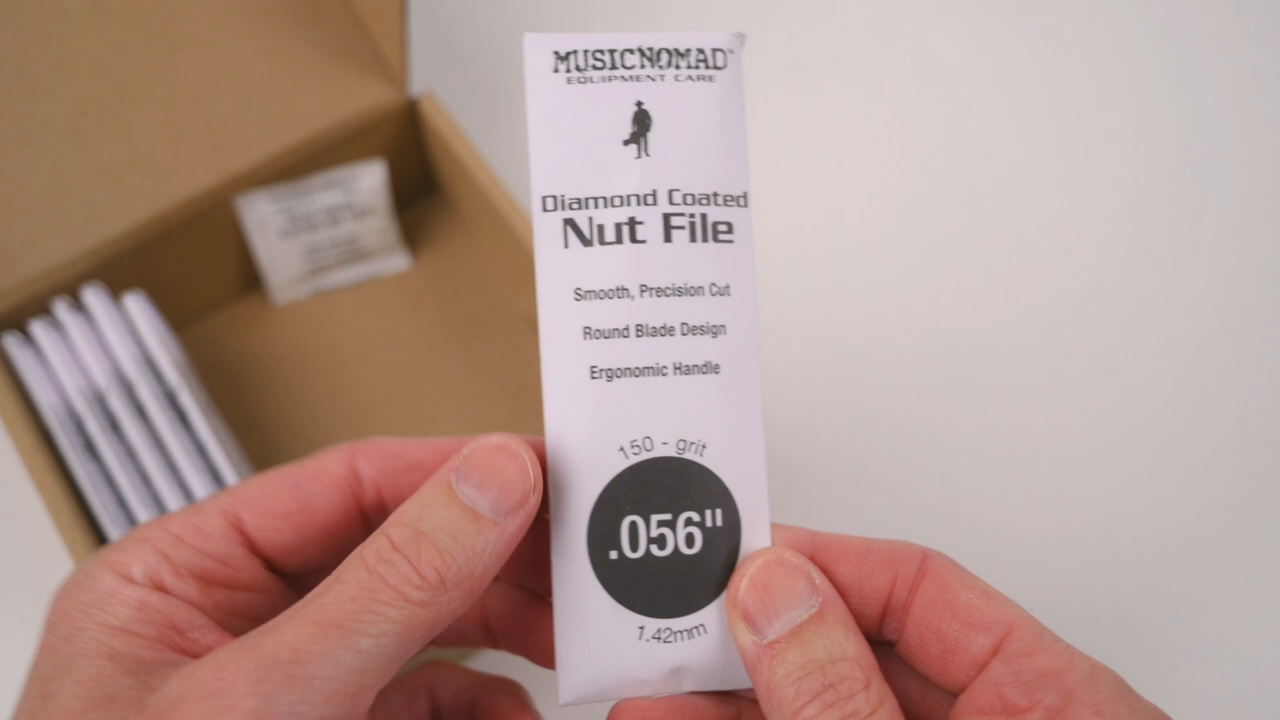 MUSICNOMAD™
EQUIPMENT CARE
Diamond Coated
Nut File
Smooth, Precision Cut
Round Blade Design
Ergonomic Handle
150 - grit
.056"
1.42mm